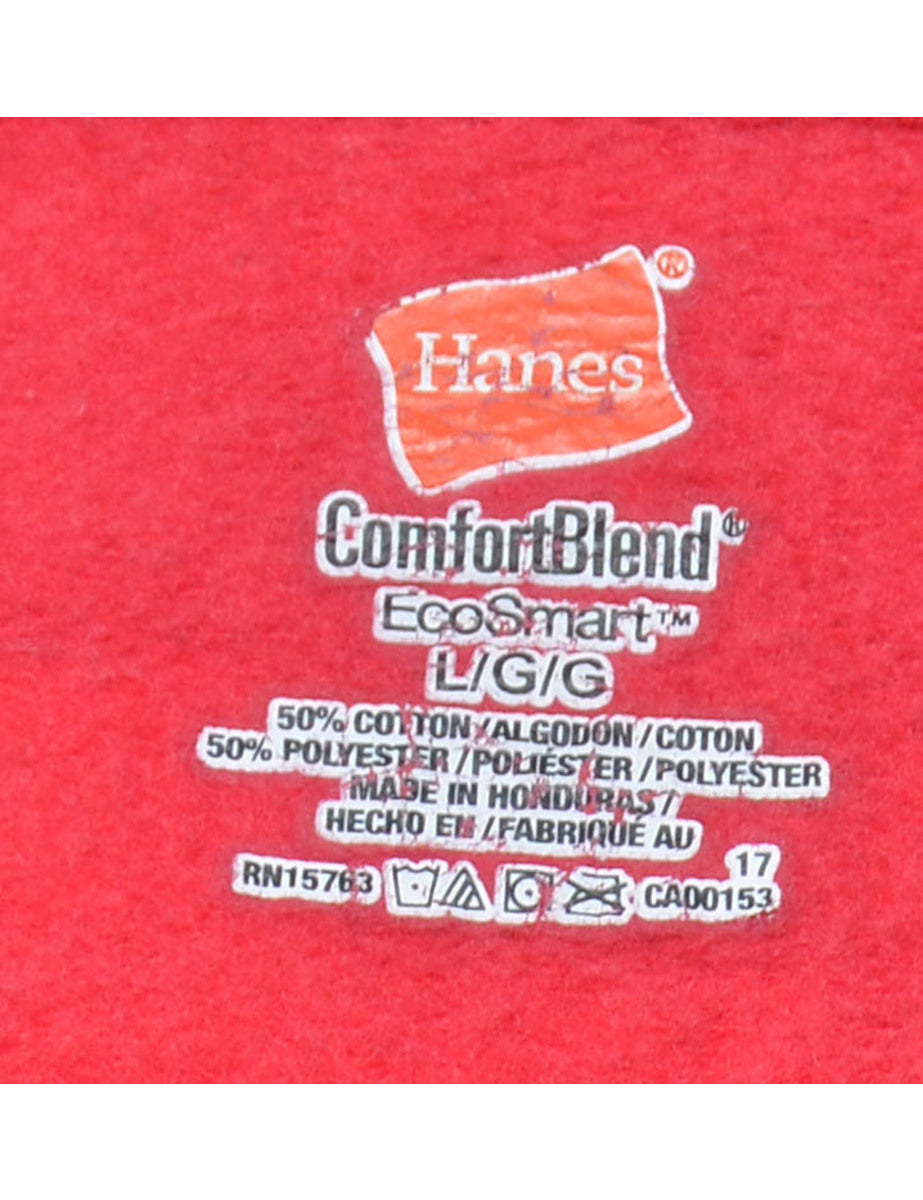 Hanes®
ComfortBlend®
EcoSmart™
L/G/G
50% COTTON/ALGODÓN/COTON
50% POLYESTER/POLIÉSTER/POLYESTER
MADE IN HONDURAS/
HECHO EN/FABRIQUÉ AU
17
RN15763 CA00153